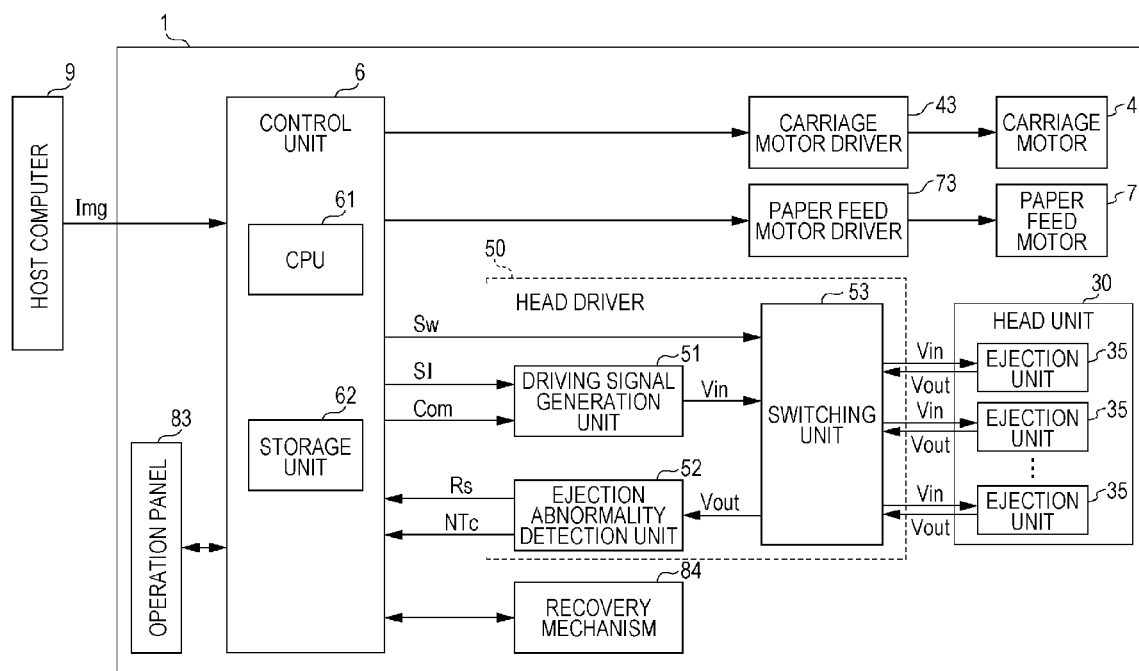 1
9
HOST COMPUTER
Img
6
CONTROL
UNIT
61
CPU
62
STORAGE
UNIT
83
OPERATION PANEL
43
CARRIAGE
MOTOR DRIVER
4
CARRIAGE
MOTOR
73
PAPER FEED
MOTOR DRIVER
7
PAPER
FEED
MOTOR
50
HEAD DRIVER
Sw
SI
Com
51
DRIVING SIGNAL
GENERATION
UNIT
Vin
53
SWITCHING
UNIT
Rs
NTc
52
EJECTION
ABNORMALITY
DETECTION UNIT
Vout
84
RECOVERY
MECHANISM
30
HEAD UNIT
Vin
Vout
EJECTION
UNIT
35
Vin
Vout
EJECTION
UNIT
35
Vin
Vout
EJECTION
UNIT
35